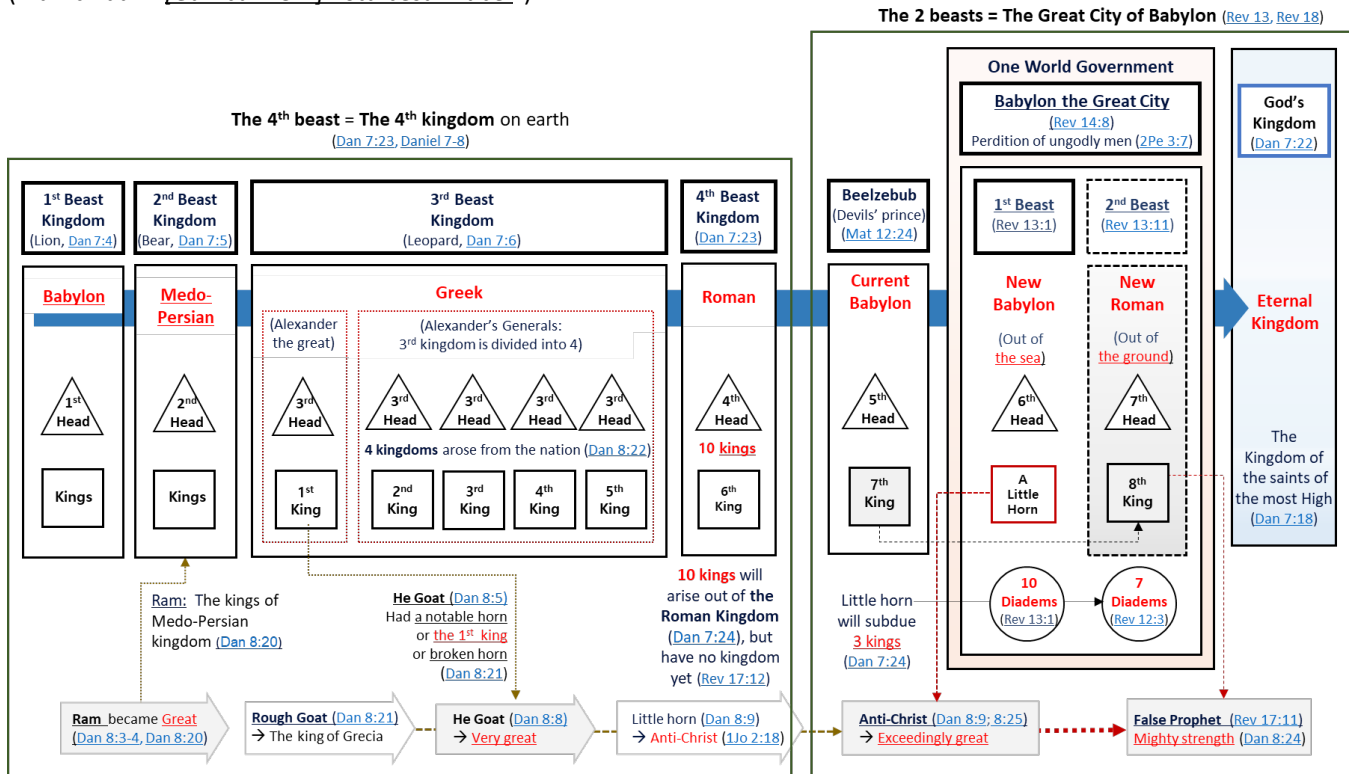 The 2 beasts = The Great City of Babylon (Rev 13, Rev 18)
The 4th beast = The 4th kingdom on earth
(Dan 7:23, Daniel 7-8)
One World Government
Babylon the Great City
(Rev 14:8)
Perdition of ungodly men (2Pe 3:7)
God's
Kingdom
(Dan 7:22)
1st Beast
Kingdom
(Lion, Dan 7:4)
2nd Beast
Kingdom
(Bear, Dan 7:5)
3rd Beast
Kingdom
(Leopard, Dan 7:6)
4th Beast
Kingdom
(Dan 7:23)
Beelzebub
(Devils' prince)
(Mat 12:24)
1st Beast
(Rev 13:1)
2nd Beast
(Rev 13:11)
Babylon
Medo-
Persian
Greek
Roman
Current
Babylon
New
Babylon
New
Roman
Eternal
Kingdom
(Alexander
the great)
(Alexander's Generals:
3rd kingdom is divided into 4)
(Out of
the sea)
(Out of
the ground)
1st
Head
2nd
Head
3rd
Head
3rd
Head
3rd
Head
3rd
Head
3rd
Head
4th
Head
5th
Head
6th
Head
7th
Head
4 kingdoms arose from the nation (Dan 8:22)
10 kings
The
Kingdom of
the saints of
the most High
(Dan 7:18)
Kings
Kings
1st
King
2nd
King
3rd
King
4th
King
5th
King
6th
King
7th
King
A
Little
Horn
8th
King
Ram: The kings of
Medo-Persian
kingdom (Dan 8:20)
He Goat (Dan 8:5)
Had a notable horn
or the 1st king
or broken horn
(Dan 8:21)
10 kings will
arise out of the
Roman Kingdom
(Dan 7:24), but
have no kingdom
yet (Rev 17:12)
Little horn
will subdue
3 kings
(Dan 7:24)
10
Diadems
(Rev 13:1)
7
Diadems
(Rev 12:3)
Ram became Great
(Dan 8:3-4, Dan 8:20)
Rough Goat (Dan 8:21)
→ The king of Grecia
He Goat (Dan 8:8)
→ Very great
Little horn (Dan 8:9)
→ Anti-Christ (1Jo 2:18)
Anti-Christ (Dan 8:9; 8:25)
→ Exceedingly great
False Prophet (Rev 17:11)
Mighty strength (Dan 8:24)